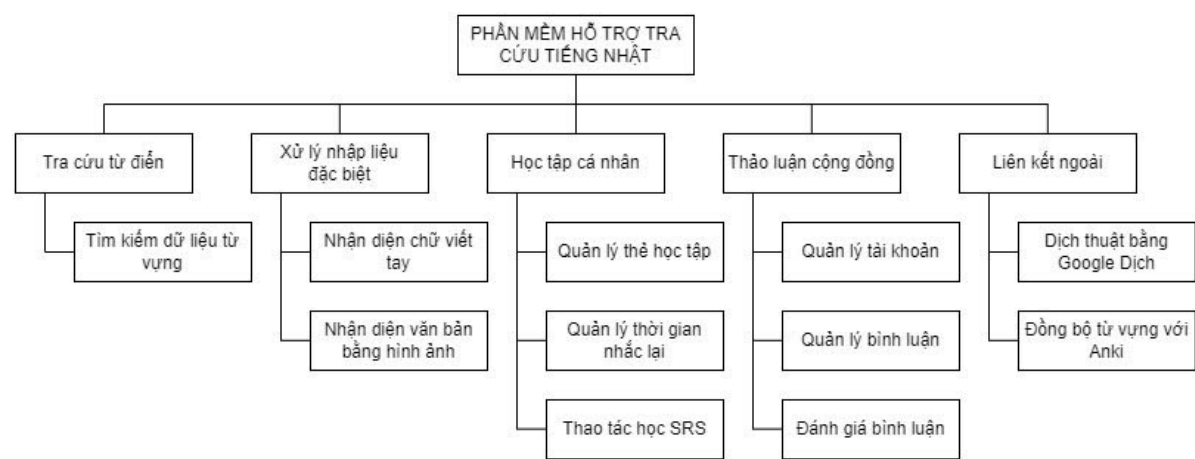 PHẦN MỀM HỖ TRỢ TRA
CỨU TIẾNG NHẬT
Tra cứu từ điển
Xử lý nhập liệu
đặc biệt
Học tập cá nhân
Thảo luận cộng đồng
Liên kết ngoài
Tìm kiếm dữ liệu từ
vựng
Nhận diện chữ viết
tay
Quản lý thẻ học tập
Quản lý tài khoản
Dịch thuật bằng
Google Dịch
Nhận diện văn bản
bằng hình ảnh
Quản lý thời gian
nhắc lại
Quản lý bình luận
Đồng bộ từ vựng với
Anki
Thao tác học SRS
Đánh giá bình luận